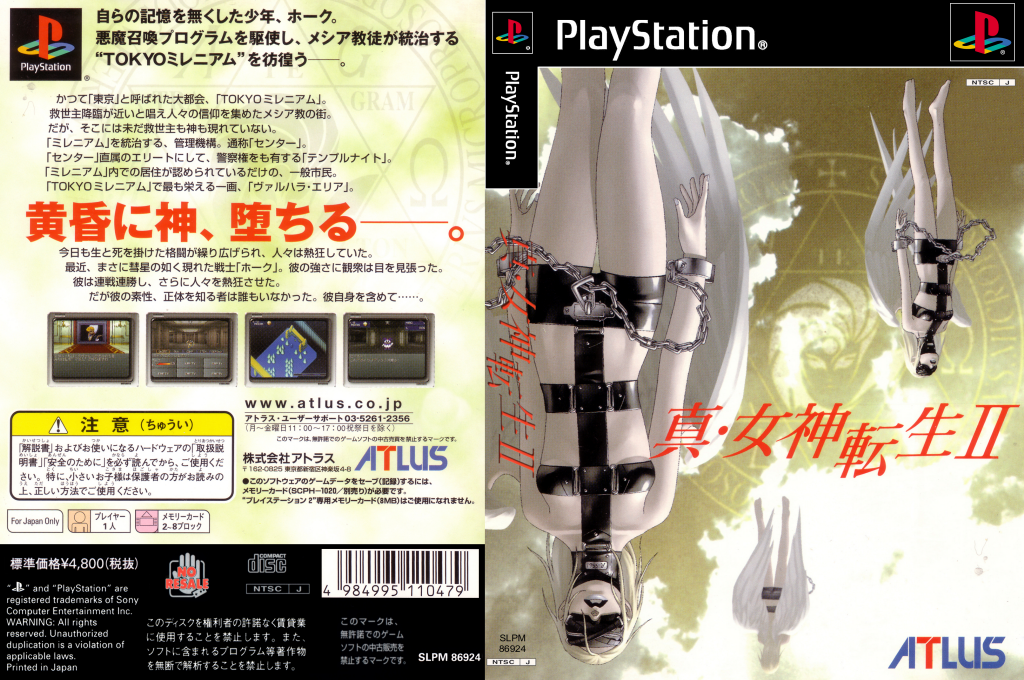 PlayStation
®
自らの記憶を無くした少年、ホーク。
悪魔召喚プログラムを駆使し、メシア教徒が統治する
“TOKYOミレニアム”を彷徨う――。
GRAM
かつて「東京」と呼ばれた大都会、「TOKYOミレニアム」。
救世主降臨が近いと唱え人々の信仰を集めたメシア教の街。
だが、そこには未だ救世主も神も現れていない。
「ミレニアム」を統治する、管理機構。通称「センター」。
「センター」直属のエリートにして、警察権をも有する「テンプルナイト」。
「ミレニアム」内での居住が認められているだけの、一般市民。
「TOKYOミレニアム」で最も栄える一画、「ヴァルハラ・エリア」。
黄昏に神、堕ちる――。
今日も生と死を掛けた格闘が繰り広げられ、人々は熱狂していた。
最近、まさに彗星の如く現れた戦士「ホーク」。彼の強さに観衆は目を見張った。
彼は連戦連勝し、さらに人々を熱狂させた。
だが彼の素性、正体を知る者は誰もいなかった。彼自身を含めて……。
www.atlus.co.jp
アトラス・ユーザーサポート 03-5261-2356
(月〜金曜日11:00〜17:00祝祭日を除く)
このマークは、無許諾でのゲームソフトの中古売買を禁止するマークです。
株式会社アトラス
〒162-0825 東京都新宿区神楽坂4-8
ATLUS
●このソフトウェアのゲームデータをセーブ(記録)するには、
メモリーカード(SCPH-1020/別売り)が必要です。
“プレイステーション 2”専用メモリーカード(8MB)はご使用になれません。
注意(ちゅうい)
「解説書」およびお使いになるハードウェアの「取扱説
明書」「安全のために」を必ず読んでから、ご使用くだ
さい。特に、小さいお子様は保護者の方がお読みの
上、正しい方法でご使用ください。
For Japan Only
プレイヤー
1人
メモリーカード
2~8ブロック
標準価格¥4,800(税抜)
“ ” and “PlayStation” are
registered trademarks of Sony
Computer Entertainment Inc.
WARNING: All rights
reserved. Unauthorized
duplication is a violation of
applicable laws.
Printed in Japan
NO
RESALE
COMPACT
disc
NTSC J
このディスクを権利者の許諾なく賃貸業
に使用することを禁止します。また、
ソフトに含まれるプログラム等著作物
を無断で解析することを禁止します。
4 984995 110479
このマークは、
無許諾でのゲーム
ソフトの中古販売を
禁止するマークです。
SLPM 86924
PlayStation®
真・女神転生II
SLPM
86924
NTSC J
PlayStation®
NTSC J
真・女神転生II
ATLUS